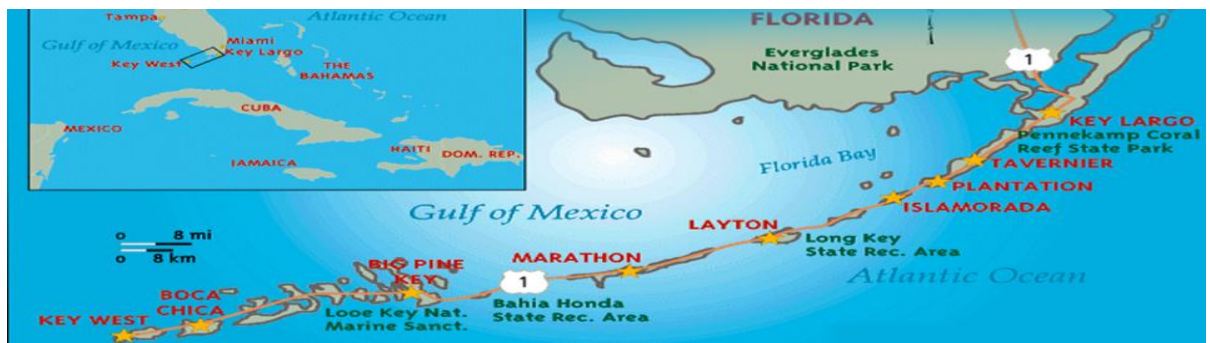 Tampa
Atlantic Ocean
Gulf of Mexico
Miami
Key Largo
Key West
THE
BAHAMAS
CUBA
MEXICO
HAITI
DOM. REP.
JAMAICA
FLORIDA
Everglades
National Park
1
KEY LARGO
Pennekamp Coral
Reef State Park
Florida Bay
TAVERNIER
PLANTATION
ISLAMORADA
Gulf of Mexico
LAYTON
Long Key
State Rec. Area
Atlantic Ocean
0 8 mi
0 8 km
MARATHON
BIG PINE
KEY
1
Bahia Honda
State Rec. Area
BOCA
CHICA
Looe Key Nat.
Marine Sanct.
KEY WEST